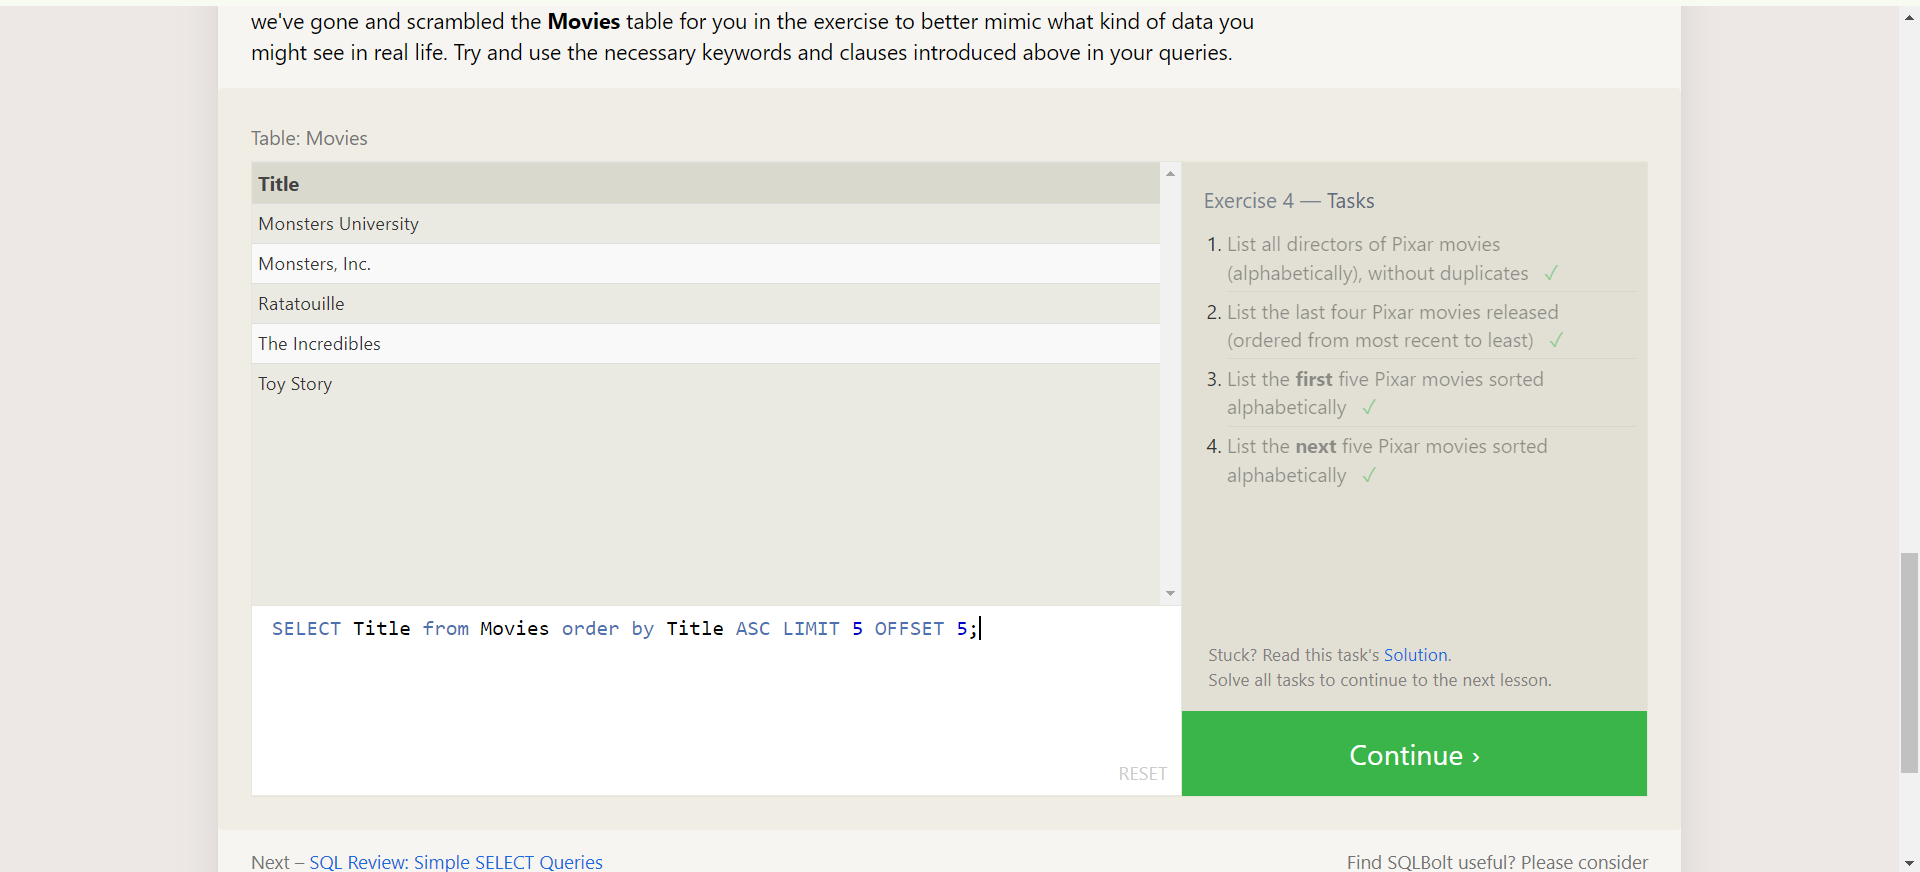 we've gone and scrambled the Movies table for you in the exercise to better mimic what kind of data you
might see in real life. Try and use the necessary keywords and clauses introduced above in your queries.
Table: Movies
Title
Monsters University
Monsters, Inc.
Ratatouille
The Incredibles
Toy Story
SELECT Title from Movies order by Title ASC LIMIT 5 OFFSET 5;
RESET
Exercise 4 — Tasks
1. List all directors of Pixar movies
(alphabetically), without duplicates ✓
2. List the last four Pixar movies released
(ordered from most recent to least) ✓
3. List the first five Pixar movies sorted
alphabetically ✓
4. List the next five Pixar movies sorted
alphabetically ✓
Stuck? Read this task's Solution.
Solve all tasks to continue to the next lesson.
Continue ›
Next – SQL Review: Simple SELECT Queries
Find SQLBolt useful? Please consider